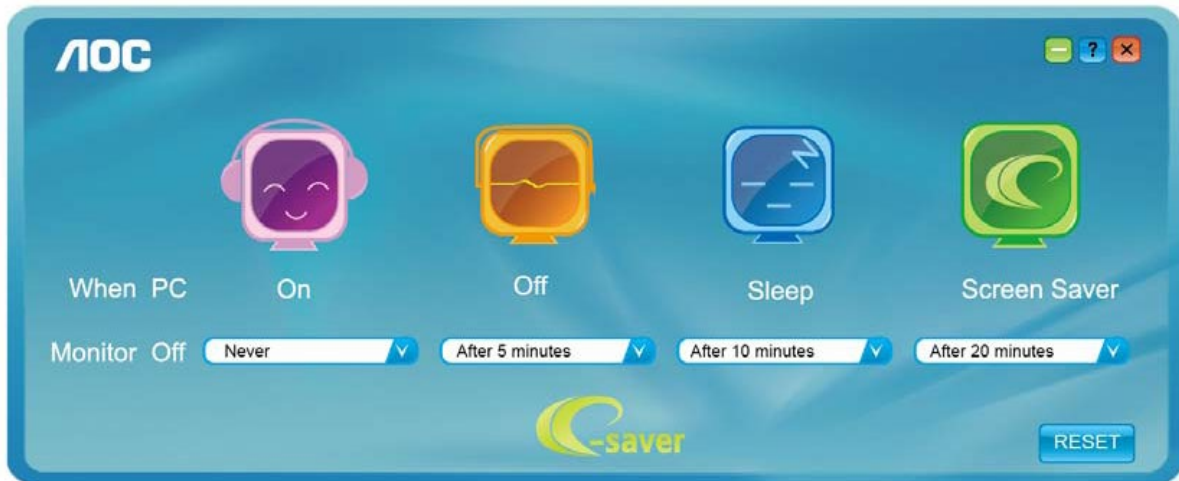 AOC
?
When PC On Off Sleep Screen Saver
Monitor Off Never After 5 minutes After 10 minutes After 20 minutes
e-saver
RESET